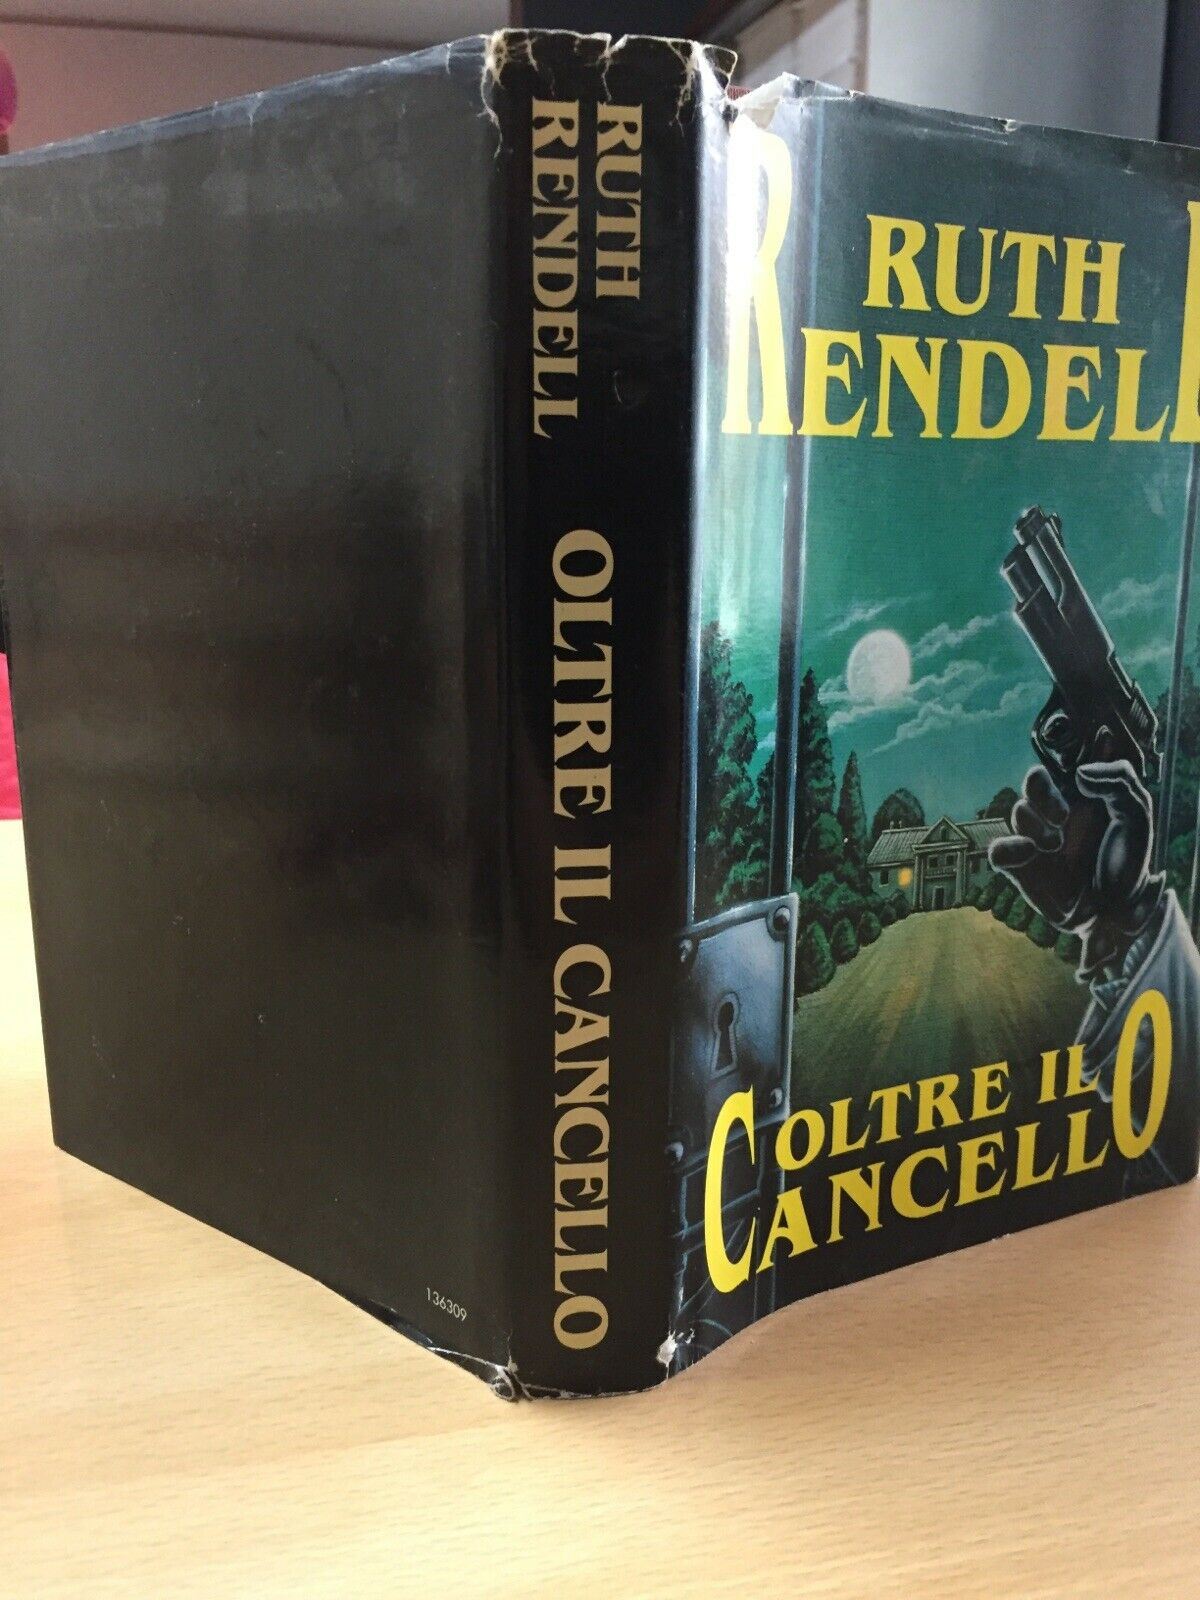 RUTH
RENDELL
OLTRE IL CANCELLO
136309
RUTH
RENDELL
OLTRE IL
CANCELLO